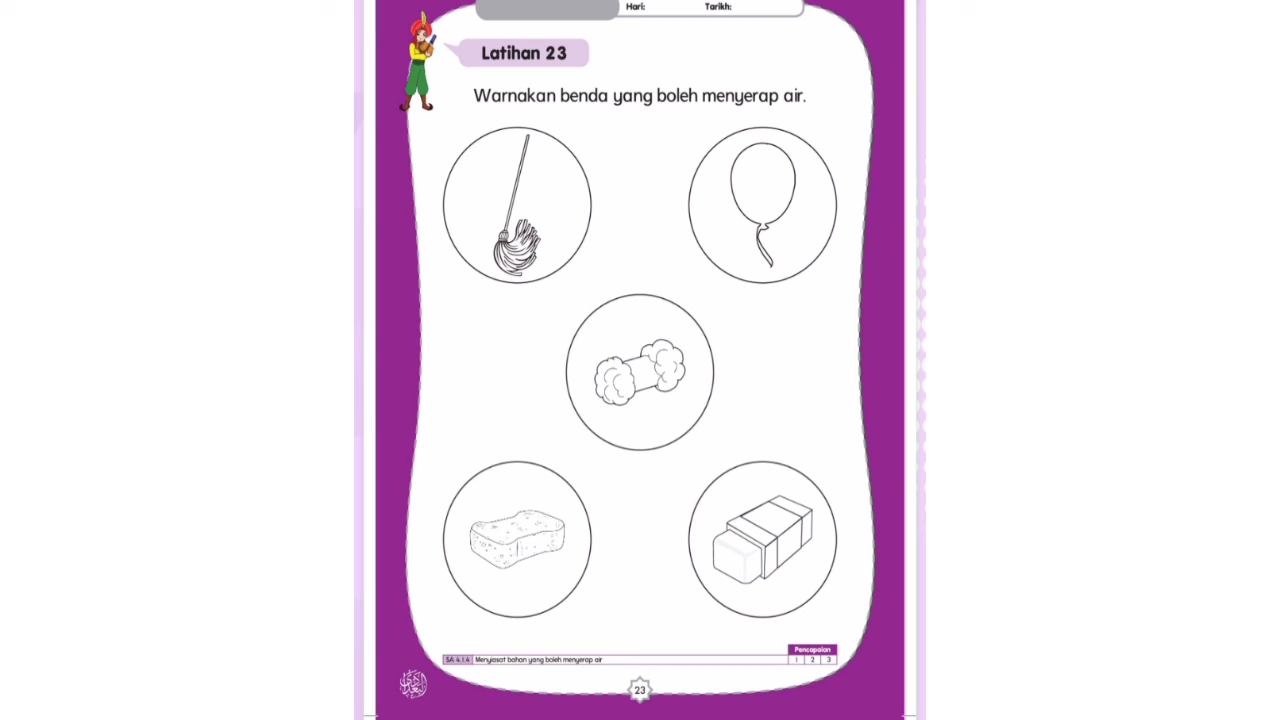 Hari: Tarikh:
Latihan 23
Warnakan benda yang boleh menyerap air.
Pencapaian
SA 4.1.4 Menyiasat bahan yang boleh menyerap air 1 2 3
23